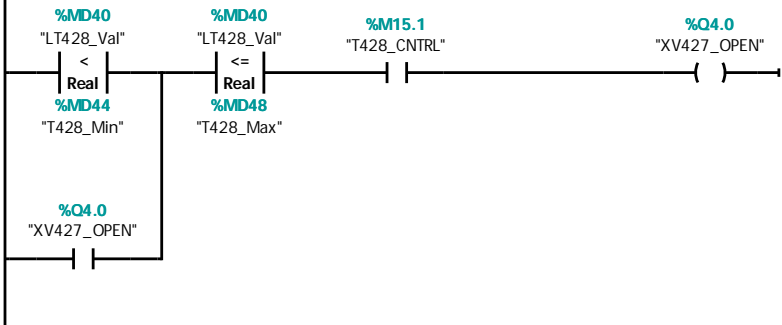 %MD40
"LT428_Val"
<
Real
%MD44
"T428_Min"
%MD40
"LT428_Val"
<=
Real
%MD48
"T428_Max"
%M15.1
"T428_CNTRL"
%Q4.0
"XV427_OPEN"
%Q4.0
"XV427_OPEN"